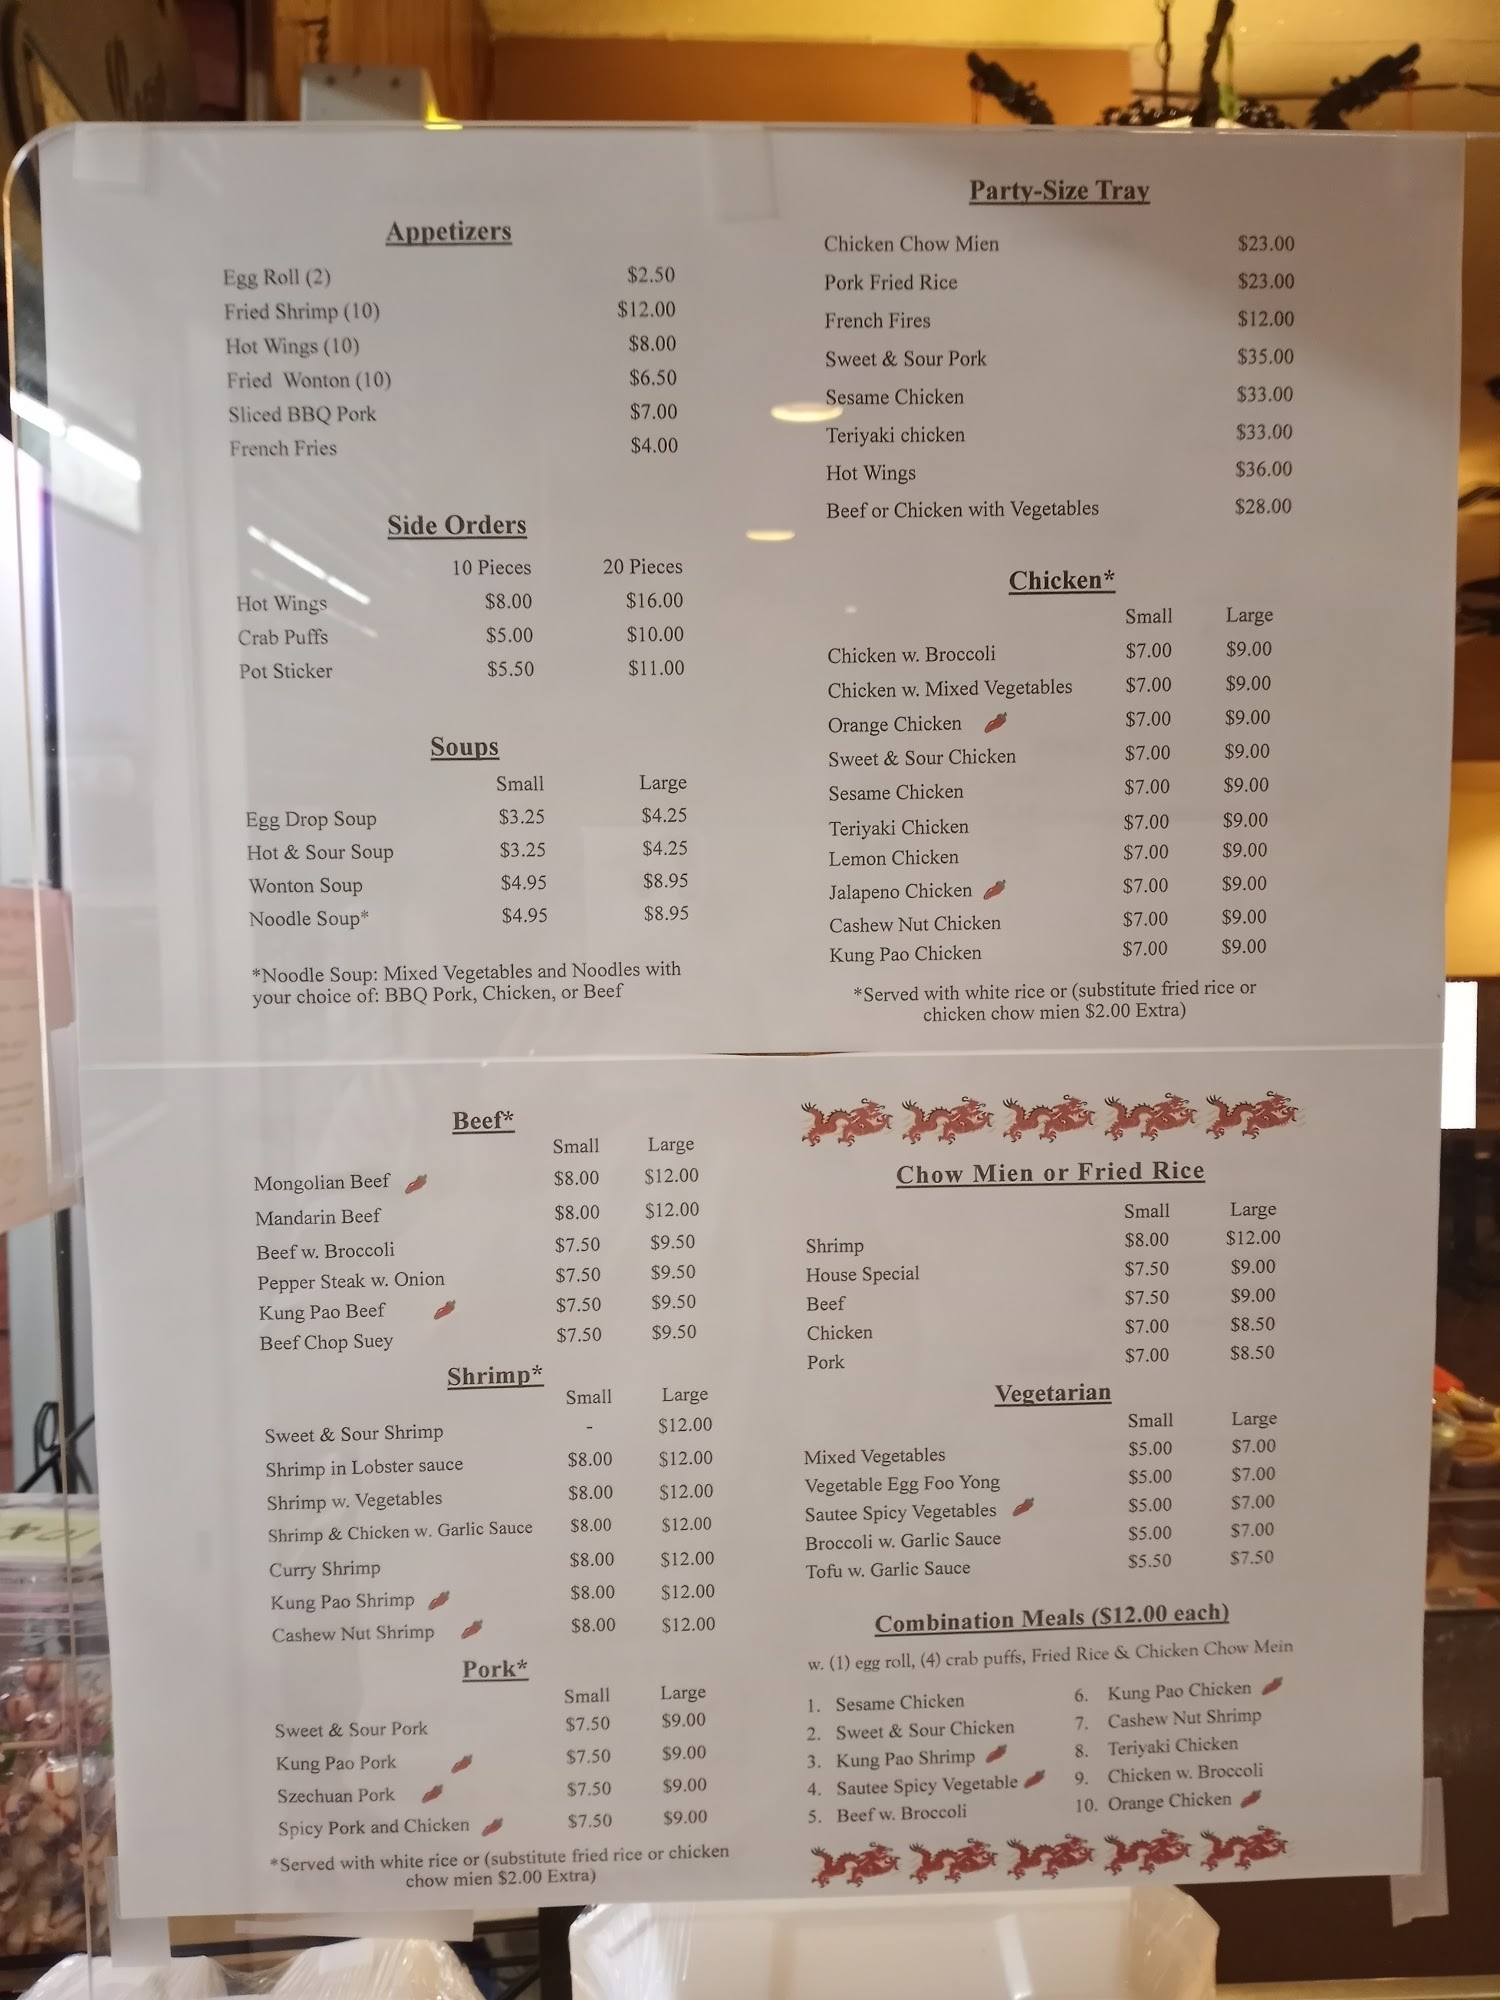 Appetizers
Egg Roll (2) $2.50
Fried Shrimp (10) $12.00
Hot Wings (10) $8.00
Fried Wonton (10) $6.50
Sliced BBQ Pork $7.00
French Fries $4.00
Side Orders
10 Pieces 20 Pieces
Hot Wings $8.00 $16.00
Crab Puffs $5.00 $10.00
Pot Sticker $5.50 $11.00
Soups
Small Large
Egg Drop Soup $3.25 $4.25
Hot & Sour Soup $3.25 $4.25
Wonton Soup $4.95 $8.95
Noodle Soup* $4.95 $8.95
*Noodle Soup: Mixed Vegetables and Noodles with
your choice of: BBQ Pork, Chicken, or Beef
Party-Size Tray
Chicken Chow Mien $23.00
Pork Fried Rice $23.00
French Fires $12.00
Sweet & Sour Pork $35.00
Sesame Chicken $33.00
Teriyaki chicken $33.00
Hot Wings $36.00
Beef or Chicken with Vegetables $28.00
Chicken*
Small Large
Chicken w. Broccoli $7.00 $9.00
Chicken w. Mixed Vegetables $7.00 $9.00
Orange Chicken $7.00 $9.00
Sweet & Sour Chicken $7.00 $9.00
Sesame Chicken $7.00 $9.00
Teriyaki Chicken $7.00 $9.00
Lemon Chicken $7.00 $9.00
Jalapeno Chicken $7.00 $9.00
Cashew Nut Chicken $7.00 $9.00
Kung Pao Chicken $7.00 $9.00
*Served with white rice or (substitute fried rice or
chicken chow mien $2.00 Extra)
Beef*
Small Large
Mongolian Beef $8.00 $12.00
Mandarin Beef $8.00 $12.00
Beef w. Broccoli $7.50 $9.50
Pepper Steak w. Onion $7.50 $9.50
Kung Pao Beef $7.50 $9.50
Beef Chop Suey $7.50 $9.50
Shrimp*
Small Large
Sweet & Sour Shrimp - $12.00
Shrimp in Lobster sauce $8.00 $12.00
Shrimp w. Vegetables $8.00 $12.00
Shrimp & Chicken w. Garlic Sauce $8.00 $12.00
Curry Shrimp $8.00 $12.00
Kung Pao Shrimp $8.00 $12.00
Cashew Nut Shrimp $8.00 $12.00
Pork*
Small Large
Sweet & Sour Pork $7.50 $9.00
Kung Pao Pork $7.50 $9.00
Szechuan Pork $7.50 $9.00
Spicy Pork and Chicken $7.50 $9.00
*Served with white rice or (substitute fried rice or chicken
chow mien $2.00 Extra)
Chow Mien or Fried Rice
Small Large
Shrimp $8.00 $12.00
House Special $7.50 $9.00
Beef $7.50 $9.00
Chicken $7.00 $8.50
Pork $7.00 $8.50
Vegetarian
Small Large
Mixed Vegetables $5.00 $7.00
Vegetable Egg Foo Yong $5.00 $7.00
Sautee Spicy Vegetables $5.00 $7.00
Broccoli w. Garlic Sauce $5.00 $7.00
Tofu w. Garlic Sauce $5.50 $7.50
Combination Meals ($12.00 each)
w. (1) egg roll, (4) crab puffs, Fried Rice & Chicken Chow Mein
1. Sesame Chicken
2. Sweet & Sour Chicken
3. Kung Pao Shrimp
4. Sautee Spicy Vegetable
5. Beef w. Broccoli
6. Kung Pao Chicken
7. Cashew Nut Shrimp
8. Teriyaki Chicken
9. Chicken w. Broccoli
10. Orange Chicken